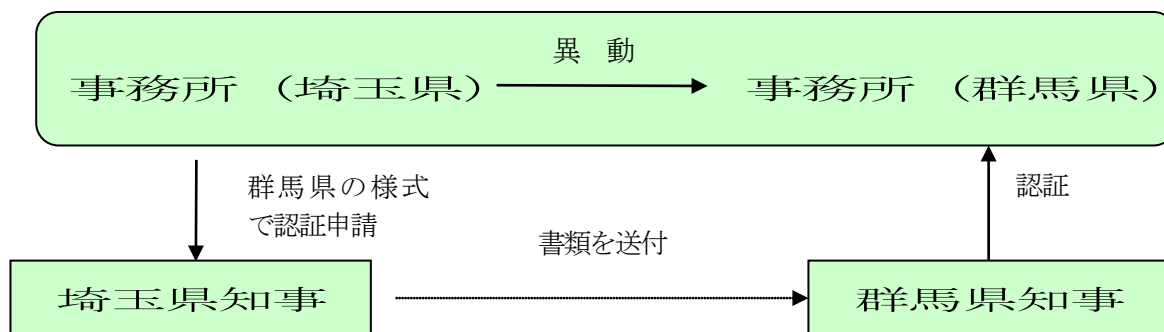 異　動
事務所（埼玉県）
事務所（群馬県）
群馬県の様式
で認証申請
認証
書類を送付
埼玉県知事
群馬県知事